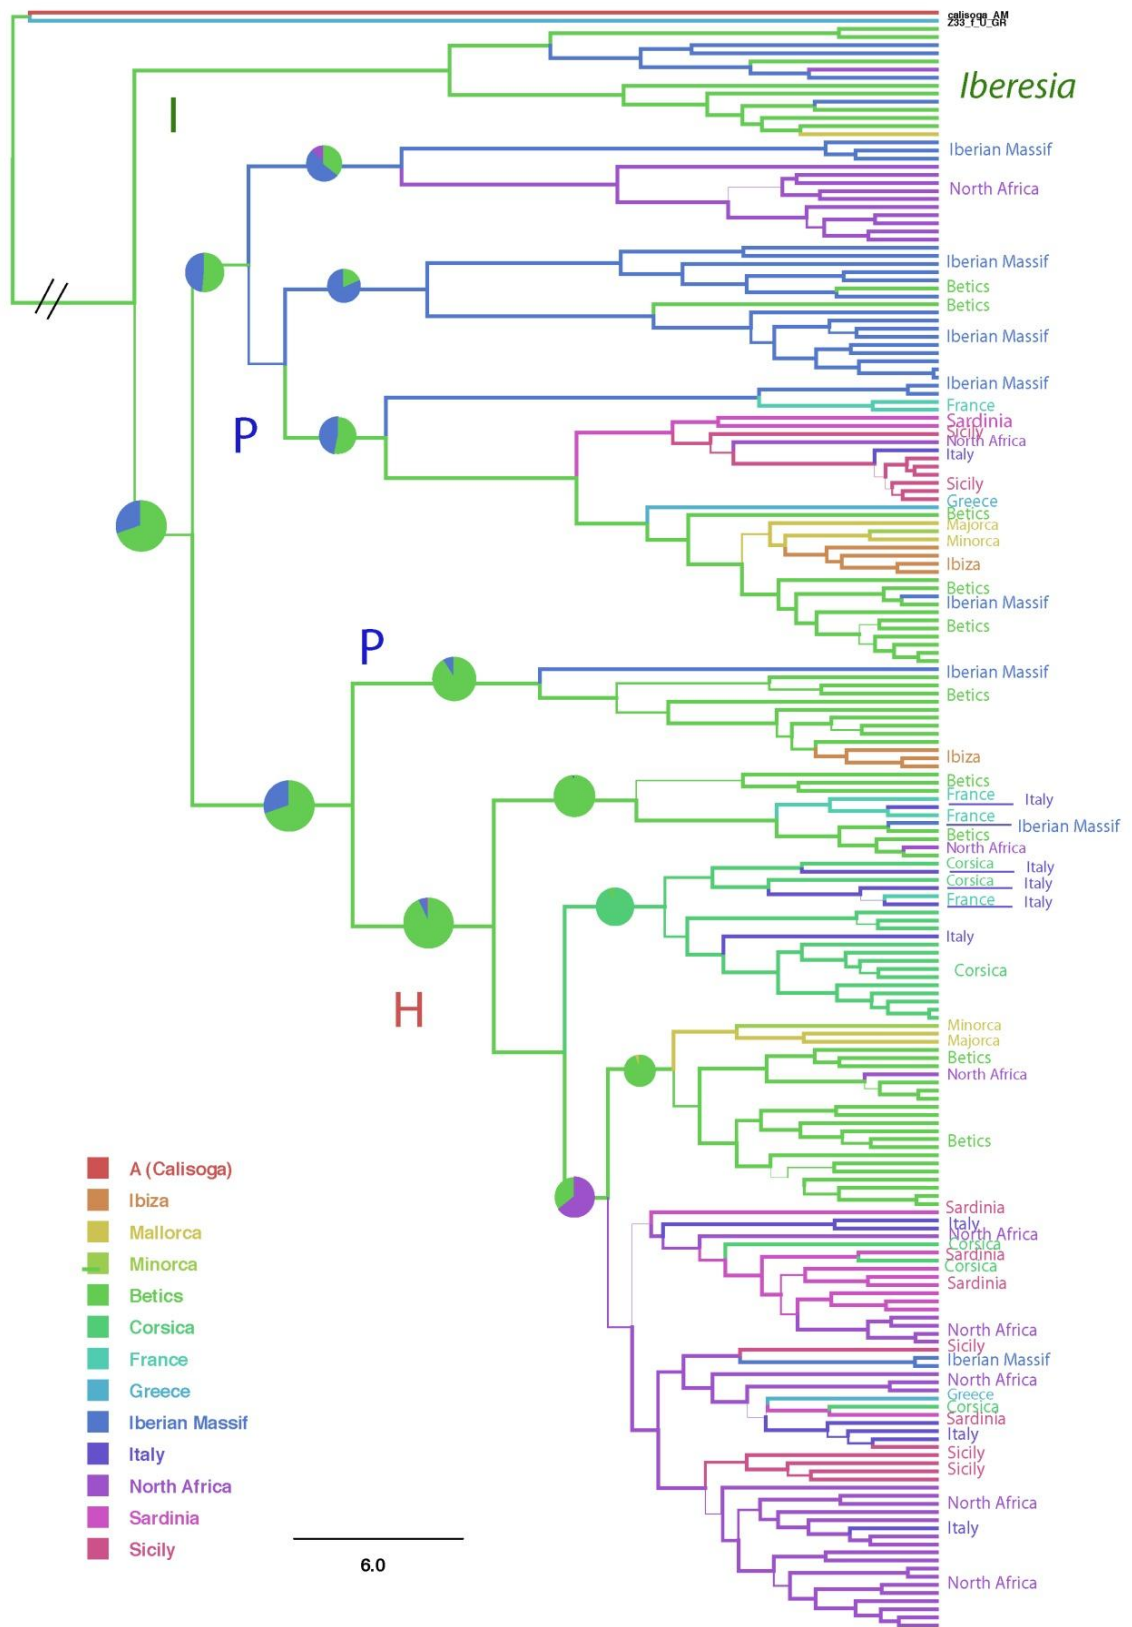 calisoga_AM
Z33_f_U_GR
Iberesia
I
Iberian Massif
North Africa
Iberian Massif
Betics
Betics
Iberian Massif
Iberian Massif
France
Sardinia
Sicily
North Africa
Italy
Sicily
Greece
Betics
Majorca
Minorca
Ibiza
Betics
Iberian Massif
Betics
P
P
Iberian Massif
Betics
Ibiza
Betics
France
Italy
France
Iberian Massif
Betics
North Africa
Corsica
Italy
Corsica
Italy
France
Italy
Italy
Corsica
H
Minorca
Majorca
Betics
North Africa
Betics
Sardinia
Italy
North Africa
Corsica
Sardinia
Corsica
Sardinia
North Africa
Sicily
Iberian Massif
North Africa
Greece
Corsica
Sardinia
Italy
Sicily
Sicily
North Africa
Italy
North Africa
A (Calisoga)
Ibiza
Mallorca
Minorca
Betics
Corsica
France
Greece
Iberian Massif
Italy
North Africa
Sardinia
Sicily
6.0